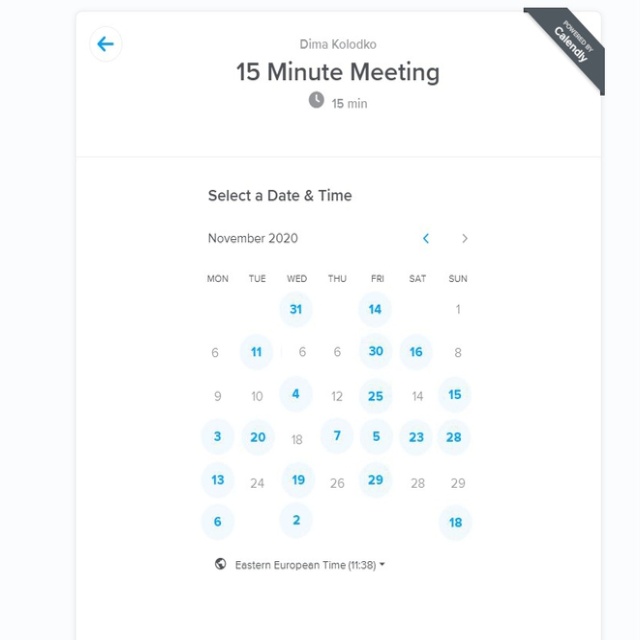 POWERED BY
Calendly
Dima Kolodko
15 Minute Meeting
15 min
Select a Date & Time
November 2020
MON TUE WED THU FRI SAT SUN
31 14 1
6 11 6 6 30 16 8
9 10 4 12 25 14 15
3 20 18 7 5 23 28
13 24 19 26 29 28 29
6 2 18
Eastern European Time (11:38)